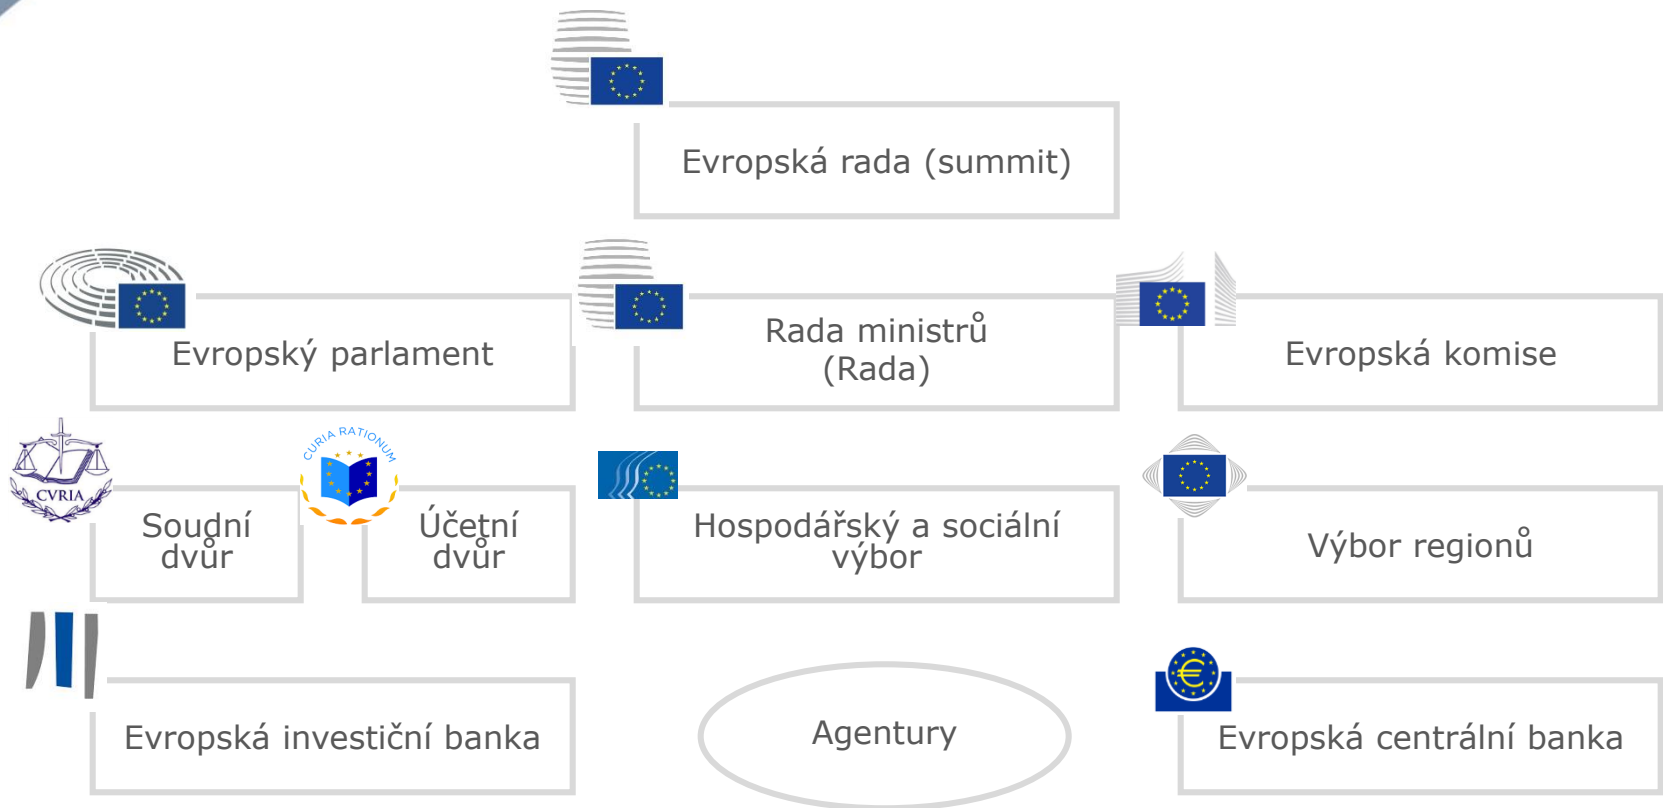 Evropská rada (summit)
Evropský parlament
Rada ministrů
(Rada)
Evropská komise
CVRIA
Soudní
dvůr
CURIA RATIONUM
Účetní
dvůr
Hospodářský a sociální
výbor
Výbor regionů
Evropská investiční banka
Agentury
€
Evropská centrální banka